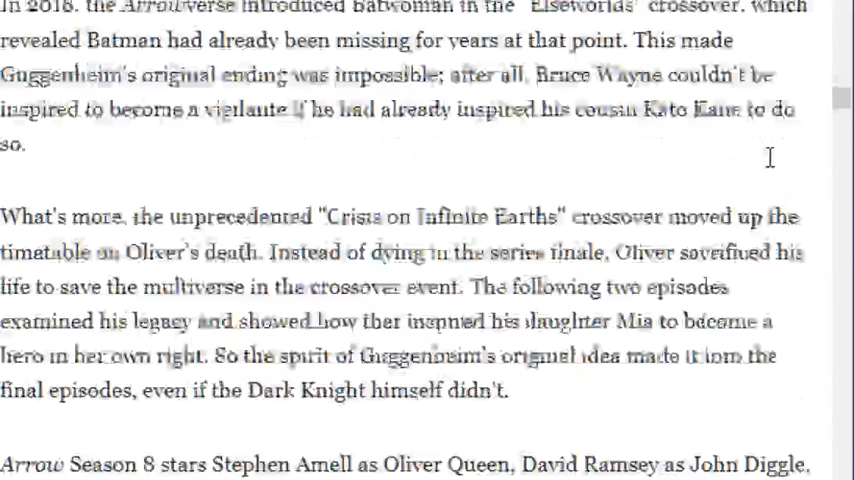 In 2018, the Arrowverse introduced Batwoman in the "Elseworlds" crossover, which
revealed Batman had already been missing for years at that point. This made
Guggenheim's original ending was impossible; after all, Bruce Wayne couldn't be
inspired to become a vigilante if he had already inspired his cousin Kate Kane to do
so.
What's more, the unprecedented "Crisis on Infinite Earths" crossover moved up the
timetable on Oliver's death. Instead of dying in the series finale, Oliver sacrificed his
life to save the multiverse in the crossover event. The following two episodes
examined his legacy and showed how inspired his daughter Mia to become a
hero in her own right. So the spirit of Guggenheim's original idea made it into the
final episodes, even if the Dark Knight himself didn't.
Arrow Season 8 stars Stephen Amell as Oliver Queen, David Ramsey as John Diggle,